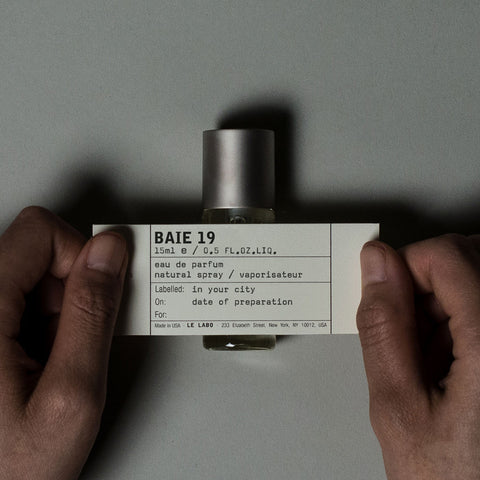 BAIE 19
15ml e / 0.5 FL.OZ.LIQ.
eau de parfum
natural spray / vaporisateur
Labelled: in your city
On: date of preparation
For:
Made in USA LE LABO - 233 Elizabeth Street, New York, NY 10012, USA